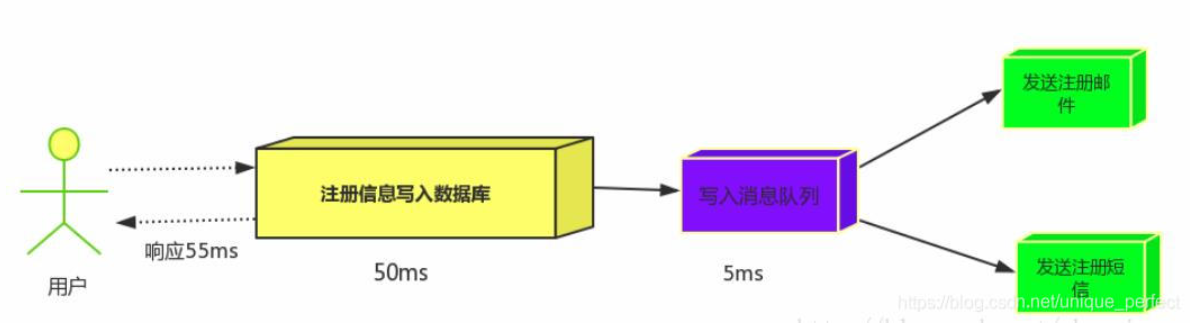 发送注册邮
件
注册信息写入数据库
写入消息队列
响应55ms
用户
50ms
5ms
发送注册短
信
https://blog.csdn.net/unique_perfect